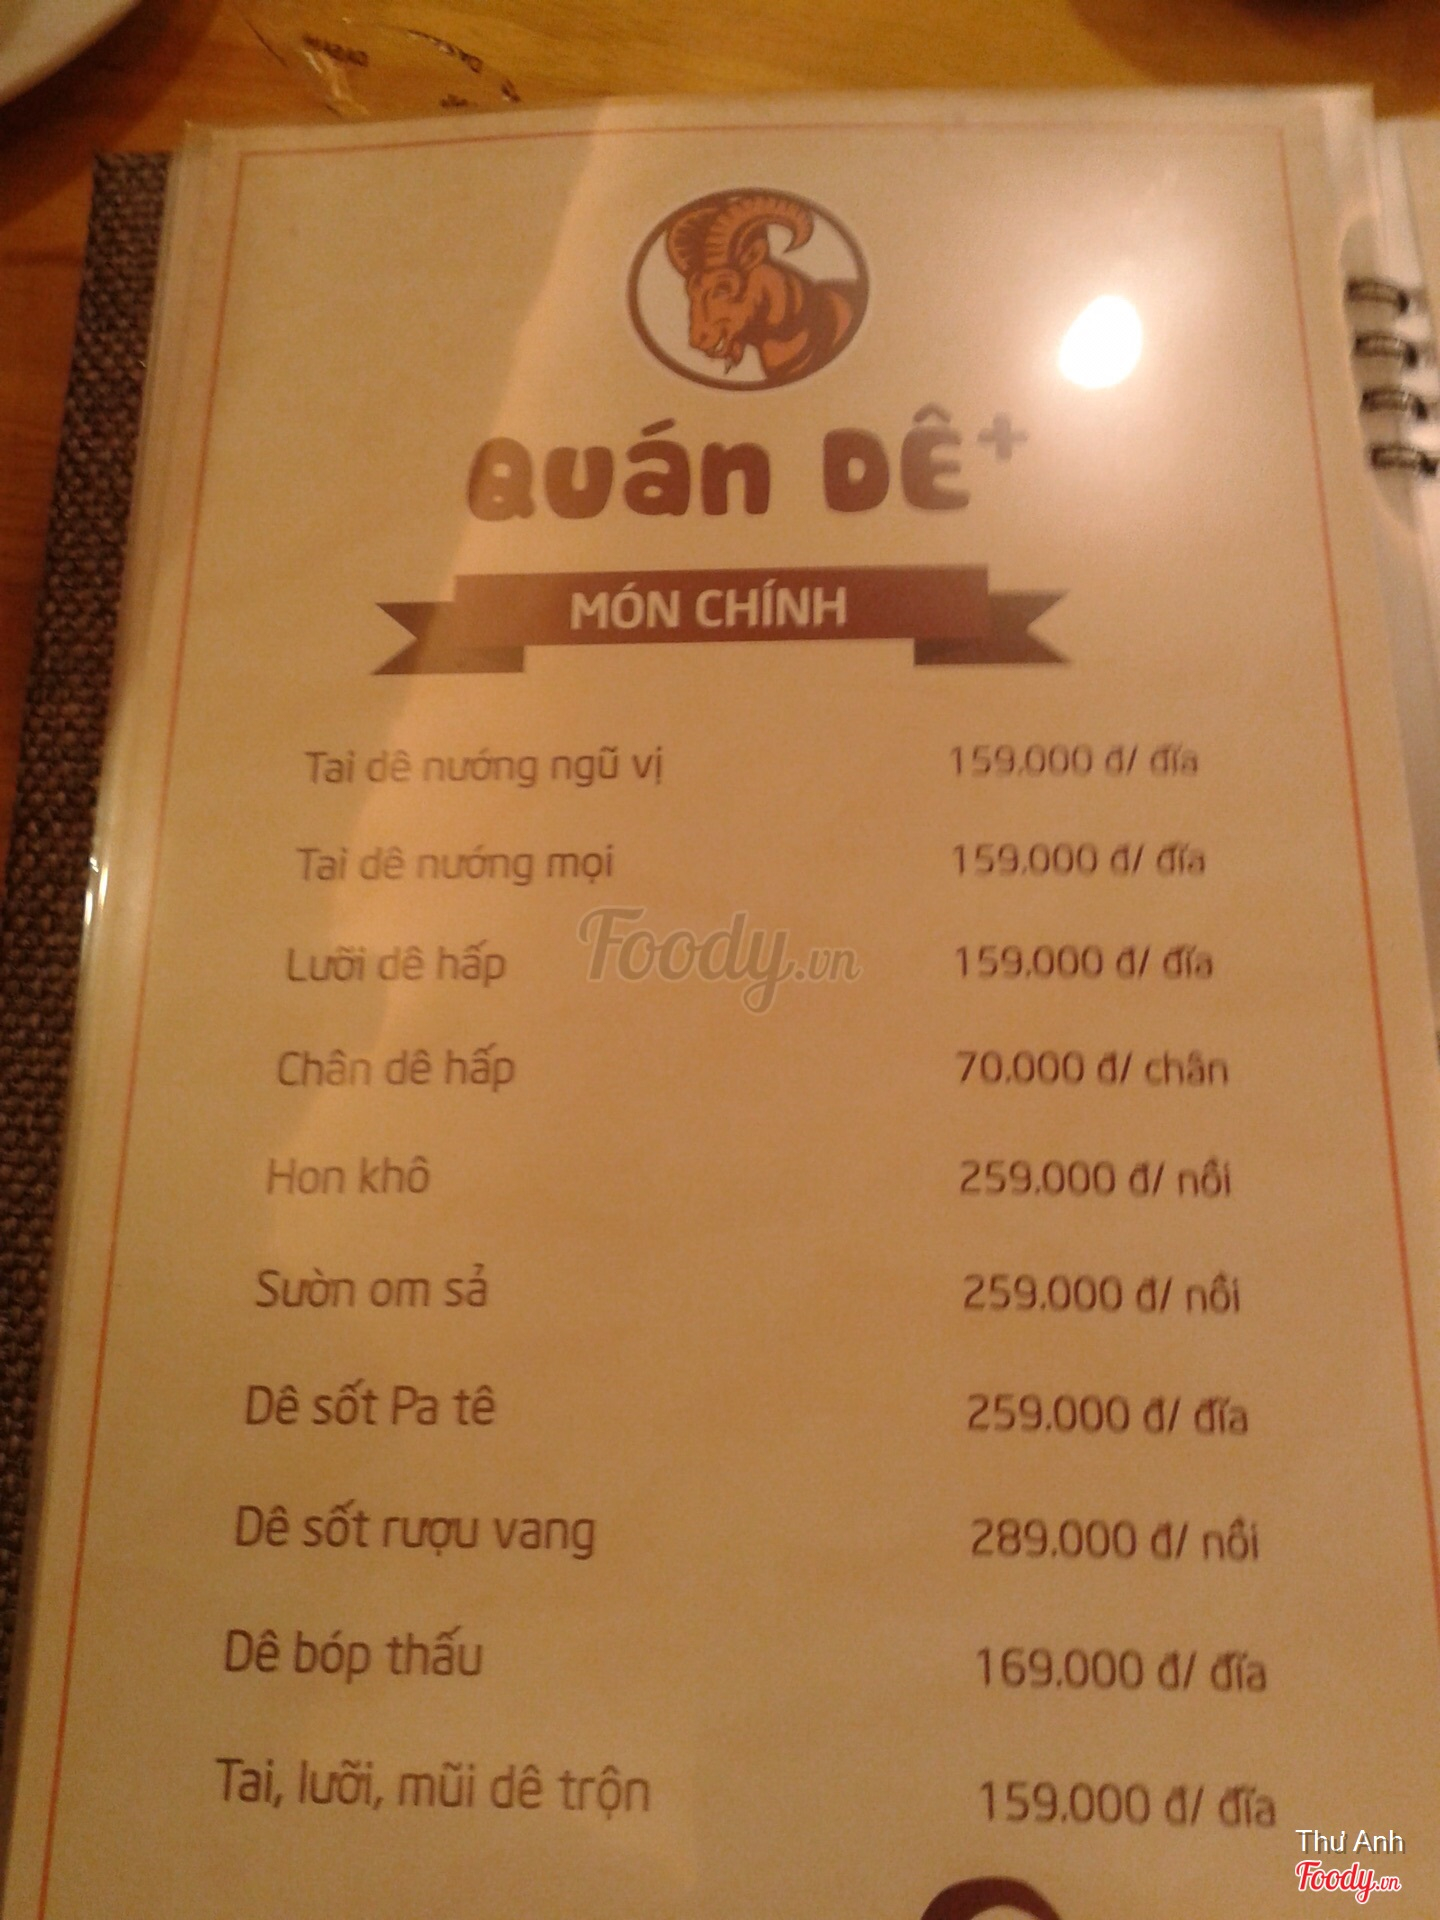 QUÁN DÊ+
MÓN CHÍNH
Tai dê nướng ngũ vị 159.000 đ/ đĩa
Tai dê nướng mọi 159.000 đ/ đĩa
Foody.vn
Lưỡi dê hấp 159.000 đ/ đĩa
Chân dê hấp 70.000 đ/ chân
Hon khô 259.000 đ/ nồi
Sườn om sả 259.000 đ/ nồi
Dê sốt Pa tê 259.000 đ/ đĩa
Dê sốt rượu vang 289.000 đ/ nồi
Dê bóp thấu 169.000 đ/ đĩa
Tai, lưỡi, mũi dê trộn 159.000 đ/ đĩa
Thư Anh
Foody.vn